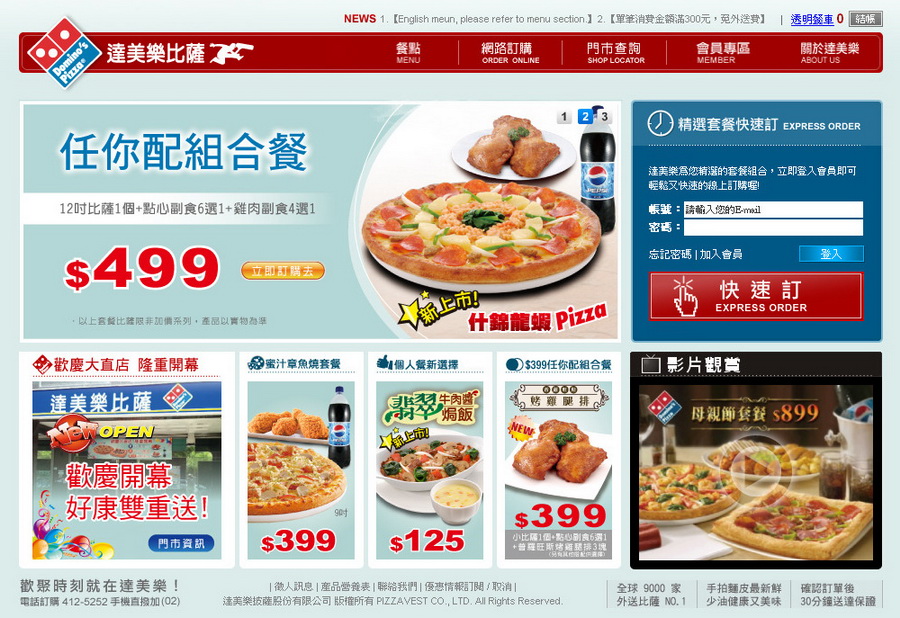 NEWS 1.【English meun, please refer to menu section.】2.【單筆消費金額滿300元，免外送費】 | 透明餐車 0 結帳
Domino's Pizza
達美樂比薩
餐點
MENU
網路訂購
ORDER ONLINE
門市查詢
SHOP LOCATOR
會員專區
MEMBER
關於達美樂
ABOUT US
1 2 3
任你配組合餐
12吋比薩1個+點心副食6選1+雞肉副食4選1
$499
立即訂購去
· 以上套餐比薩限非加價系列，產品以實物為準
新上市!
什錦龍蝦 Pizza
PEPSI
精選套餐快速訂 EXPRESS ORDER
達美樂為您精選的套餐組合，立即登入會員即可
輕鬆又快速的線上訂購喔!
帳號： 請輸入您的E-mail
密碼：
忘記密碼 | 加入會員
登入
快速訂
EXPRESS ORDER
歡慶大直店 隆重開幕
達美樂比薩
New OPEN
歡慶開幕
好康雙重送!
門市資訊
蜜汁章魚燒套餐
9吋
$399
個人餐新選擇
翡翠
牛肉醬
焗飯
新上市!
$125
$399任你配組合餐
烤雞腿排
NEW
$399
小比薩1個+點心副食6選1
+普羅旺斯烤雞腿排3塊
影片觀賞
母親節套餐 $899
歡聚時刻就在達美樂！
電話訂購 412-5252 手機直撥加(02)
| 徵人訊息 | 產品營養表 | 聯絡我們 | 優惠情報訂閱 / 取消 |
達美樂披薩股份有限公司 版權所有 PIZZAVEST CO., LTD. All Rights Reserved.
全球 9000 家
外送比薩 NO.1
手拍麵皮最新鮮
少油健康又美味
確認訂單後
30分鐘送達保證